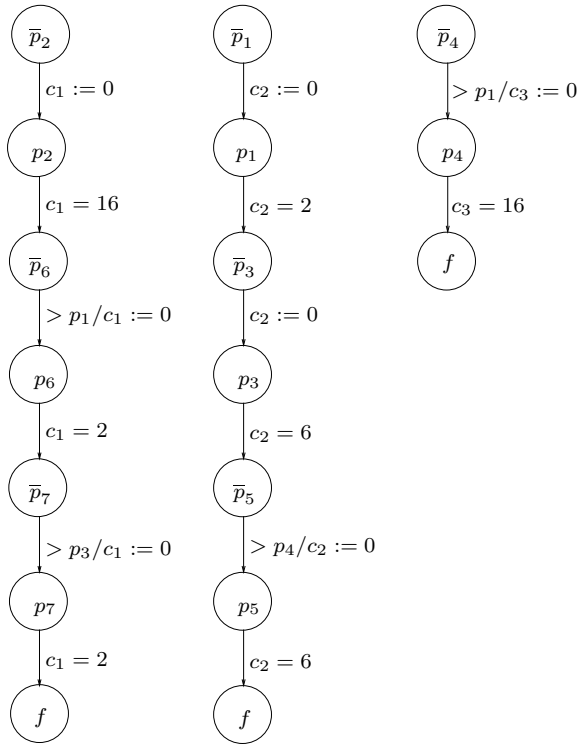 p̅₂ p̅₁ p̅₄
c₁ := 0 c₂ := 0 > p₁/c₃ := 0
p₂ p₁ p₄
c₁ = 16 c₂ = 2 c₃ = 16
p̅₆ p̅₃ f
> p₁/c₁ := 0 c₂ := 0
p₆ p₃
c₁ = 2 c₂ = 6
p̅₇ p̅₅
> p₃/c₁ := 0 > p₄/c₂ := 0
p₇ p₅
c₁ = 2 c₂ = 6
f f